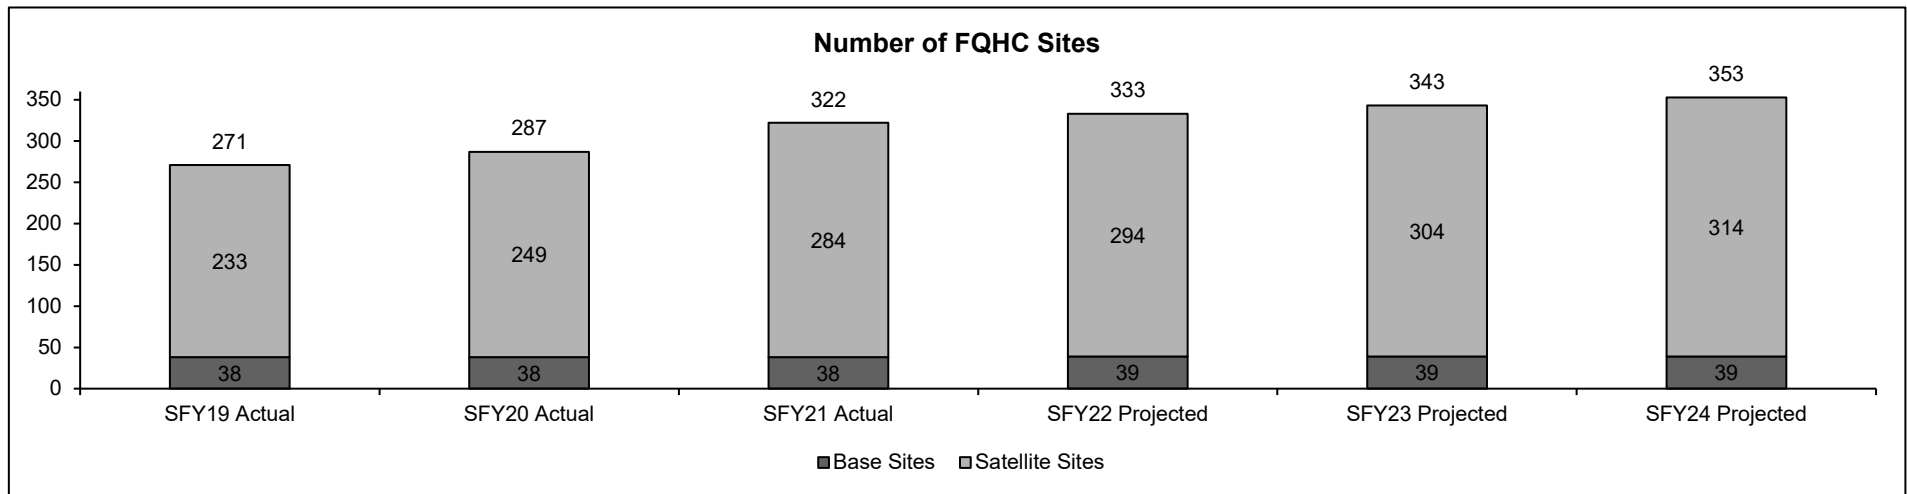 Number of FQHC Sites
350
300
250
200
150
100
50
0
271
287
322
333
343
353
233
249
284
294
304
314
38
38
38
39
39
39
SFY19 Actual
SFY20 Actual
SFY21 Actual
SFY22 Projected
SFY23 Projected
SFY24 Projected
Base Sites
Satellite Sites